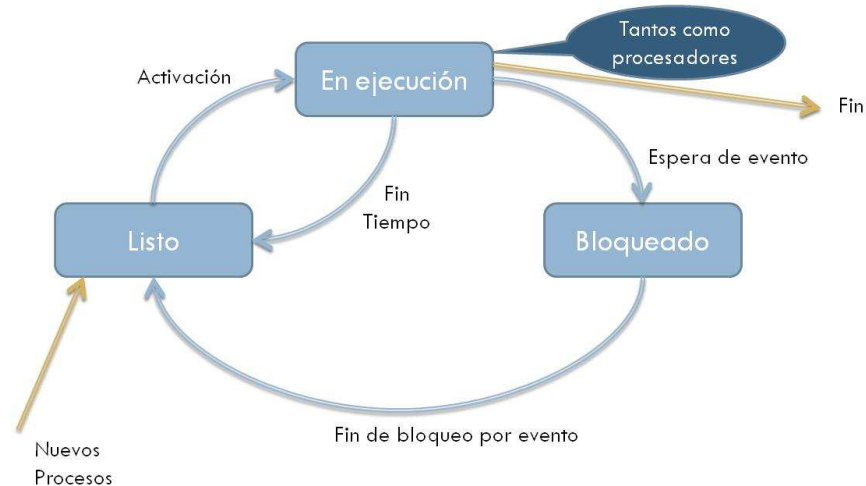 Tantos como
procesadores
Activación
En ejecución
Fin
Espera de evento
Fin
Tiempo
Listo
Bloqueado
Fin de bloqueo por evento
Nuevos
Procesos